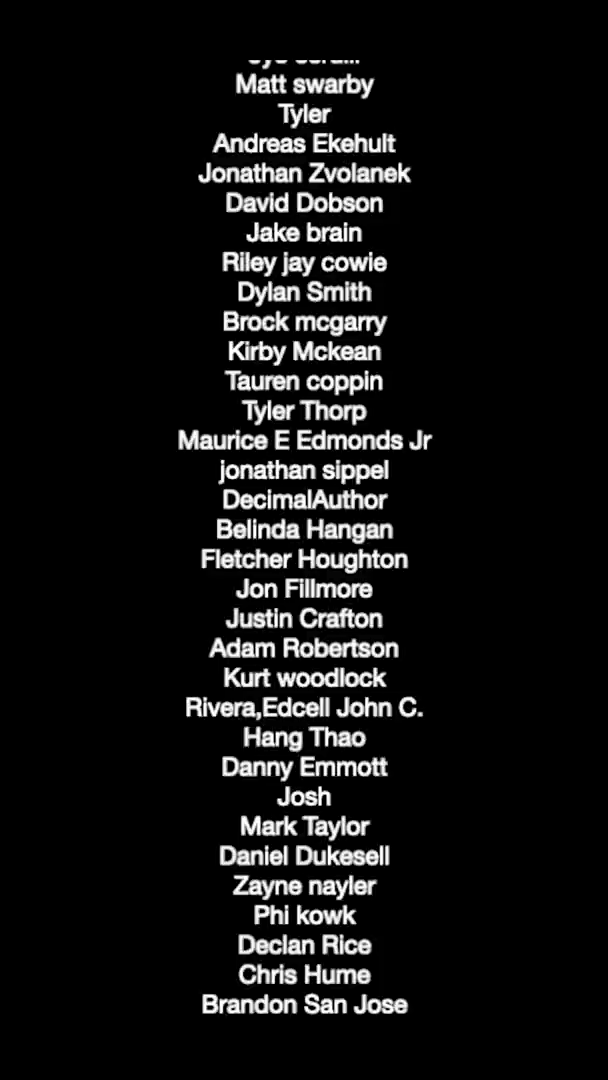 Matt swarby
Tyler
Andreas Ekehult
Jonathan Zvolanek
David Dobson
Jake brain
Riley jay cowie
Dylan Smith
Brock mcgarry
Kirby Mckean
Tauren coppin
Tyler Thorp
Maurice E Edmonds Jr
jonathan sippel
DecimalAuthor
Belinda Hangan
Fletcher Houghton
Jon Fillmore
Justin Crafton
Adam Robertson
Kurt woodlock
Rivera,Edcell John C.
Hang Thao
Danny Emmott
Josh
Mark Taylor
Daniel Dukesell
Zayne nayler
Phi kowk
Declan Rice
Chris Hume
Brandon San Jose